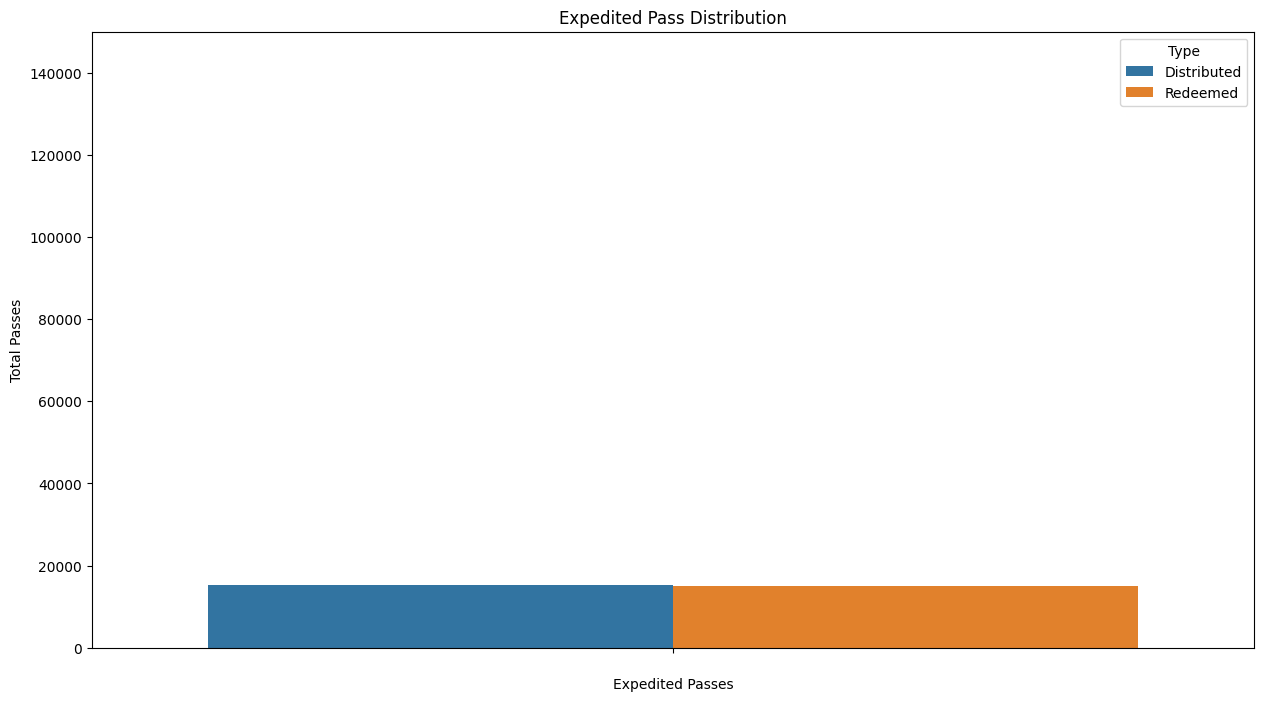 Expedited Pass Distribution
Type
Distributed
Redeemed
140000
120000
100000
80000
60000
40000
20000
0
Total Passes
Expedited Passes